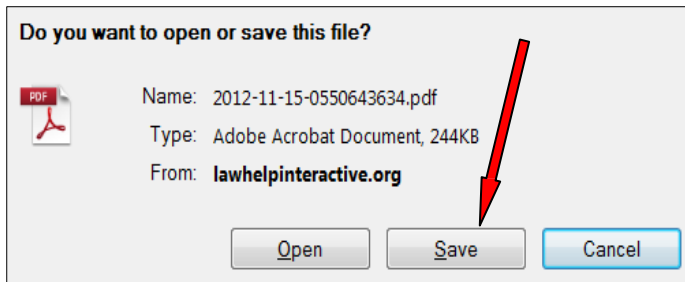 Do you want to open or save this file?
PDF
Name: 2012-11-15-0550643634.pdf
Type: Adobe Acrobat Document, 244KB
From: lawhelpinteractive.org
Open Save Cancel